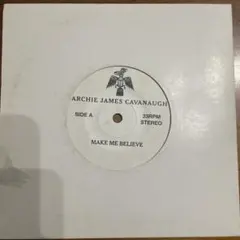 ARCHIE JAMES CAVANAUGH
SIDE A
33RPM
STEREO
MAKE ME BELIEVE